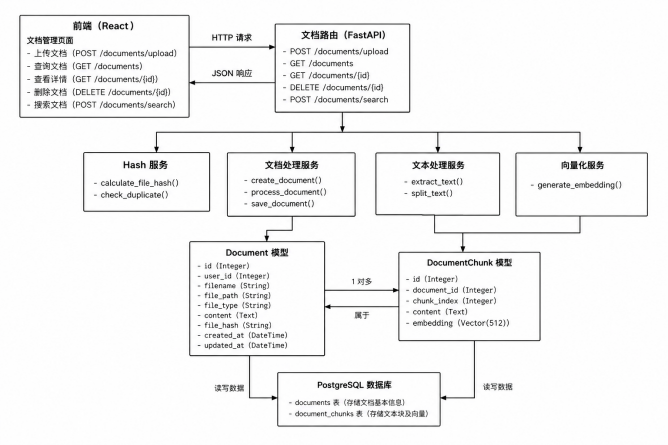 前端（React）
文档管理页面
- 上传文档（POST /documents/upload）
- 查询文档（GET /documents）
- 查看详情（GET /documents/{id}）
- 删除文档（DELETE /documents/{id}）
- 搜索文档（POST /documents/search）
HTTP 请求
JSON 响应
文档路由（FastAPI）
- POST /documents/upload
- GET /documents
- GET /documents/{id}
- DELETE /documents/{id}
- POST /documents/search
Hash 服务
- calculate_file_hash()
- check_duplicate()
文档处理服务
- create_document()
- process_document()
- save_document()
文本处理服务
- extract_text()
- split_text()
向量化服务
- generate_embedding()
Document 模型
- id (Integer)
- user_id (Integer)
- filename (String)
- file_path (String)
- file_type (String)
- content (Text)
- file_hash (String)
- created_at (DateTime)
- updated_at (DateTime)
1 对多
属于
DocumentChunk 模型
- id (Integer)
- document_id (Integer)
- chunk_index (Integer)
- content (Text)
- embedding (Vector(512))
读写数据
读写数据
PostgreSQL 数据库
- documents 表（存储文档基本信息）
- document_chunks 表（存储文本块及向量）